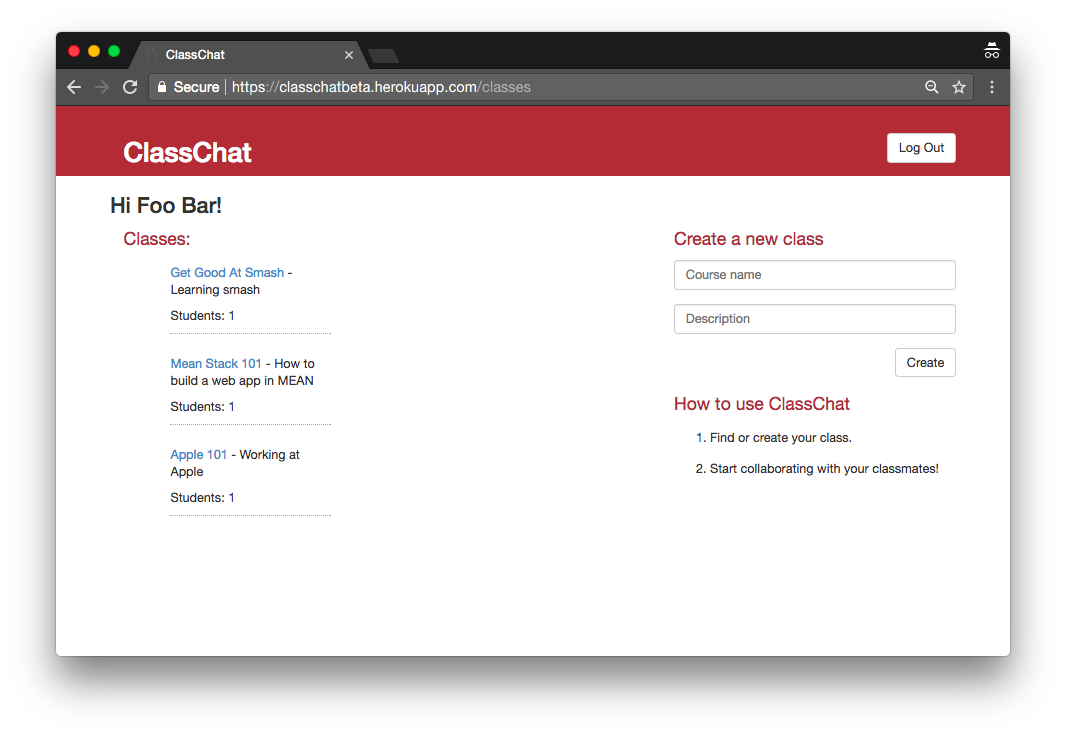 ClassChat
Secure | https://classchatbeta.herokuapp.com/classes
ClassChat
Log Out
Hi Foo Bar!
Classes:
Get Good At Smash -
Learning smash
Students: 1
Mean Stack 101 - How to
build a web app in MEAN
Students: 1
Apple 101 - Working at
Apple
Students: 1
Create a new class
Course name
Description
Create
How to use ClassChat
1. Find or create your class.
2. Start collaborating with your classmates!